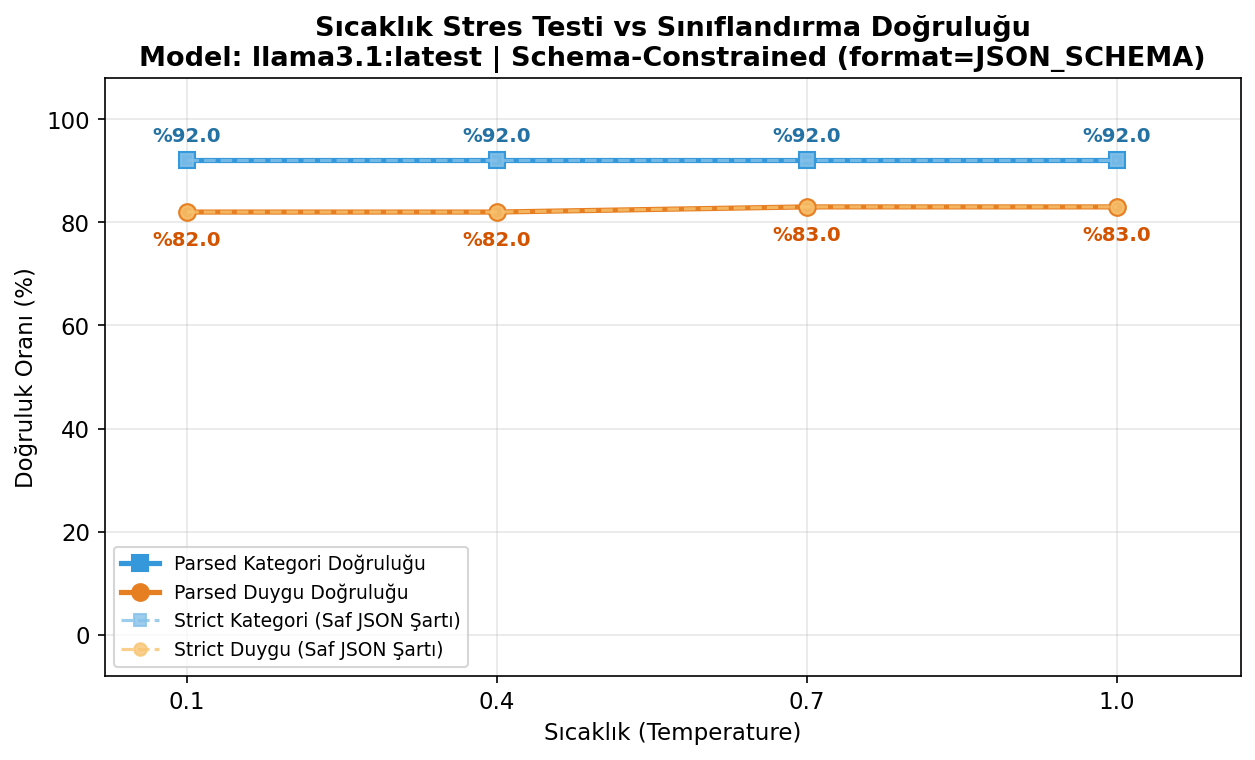 Sıcaklık Stres Testi vs Sınıflandırma Doğruluğu
Model: llama3.1:latest | Schema-Constrained (format=JSON_SCHEMA)
Doğruluk Oranı (%)
100
80
60
40
20
0
%92.0 %92.0 %92.0 %92.0
%82.0 %82.0 %83.0 %83.0
Parsed Kategori Doğruluğu
Parsed Duygu Doğruluğu
Strict Kategori (Saf JSON Şartı)
Strict Duygu (Saf JSON Şartı)
0.1 0.4 0.7 1.0
Sıcaklık (Temperature)